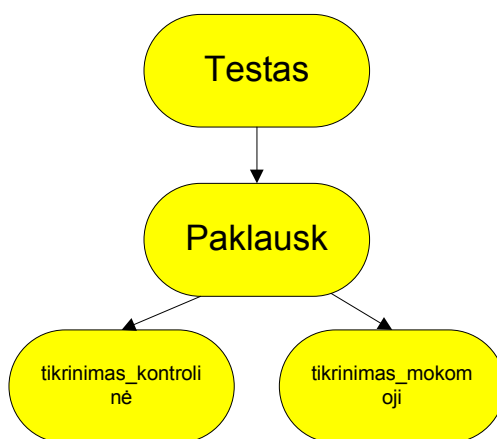 Testas
Paklausk
tikrinimas_kontroli
nė
tikrinimas_mokom
oji